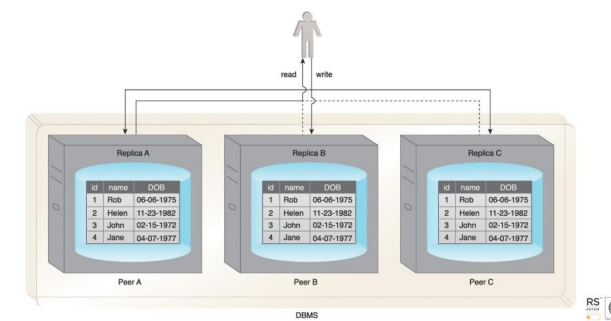 read write
Replica A Replica B Replica C
id name DOB id name DOB id name DOB
1 Rob 06-06-1975 1 Rob 06-06-1975 1 Rob 06-06-1975
2 Helen 11-23-1982 2 Helen 11-23-1982 2 Helen 11-23-1982
3 John 02-15-1972 3 John 02-15-1972 3 John 02-15-1972
4 Jane 04-07-1977 4 Jane 04-07-1977 4 Jane 04-07-1977
Peer A Peer B Peer C
RS
DBMS